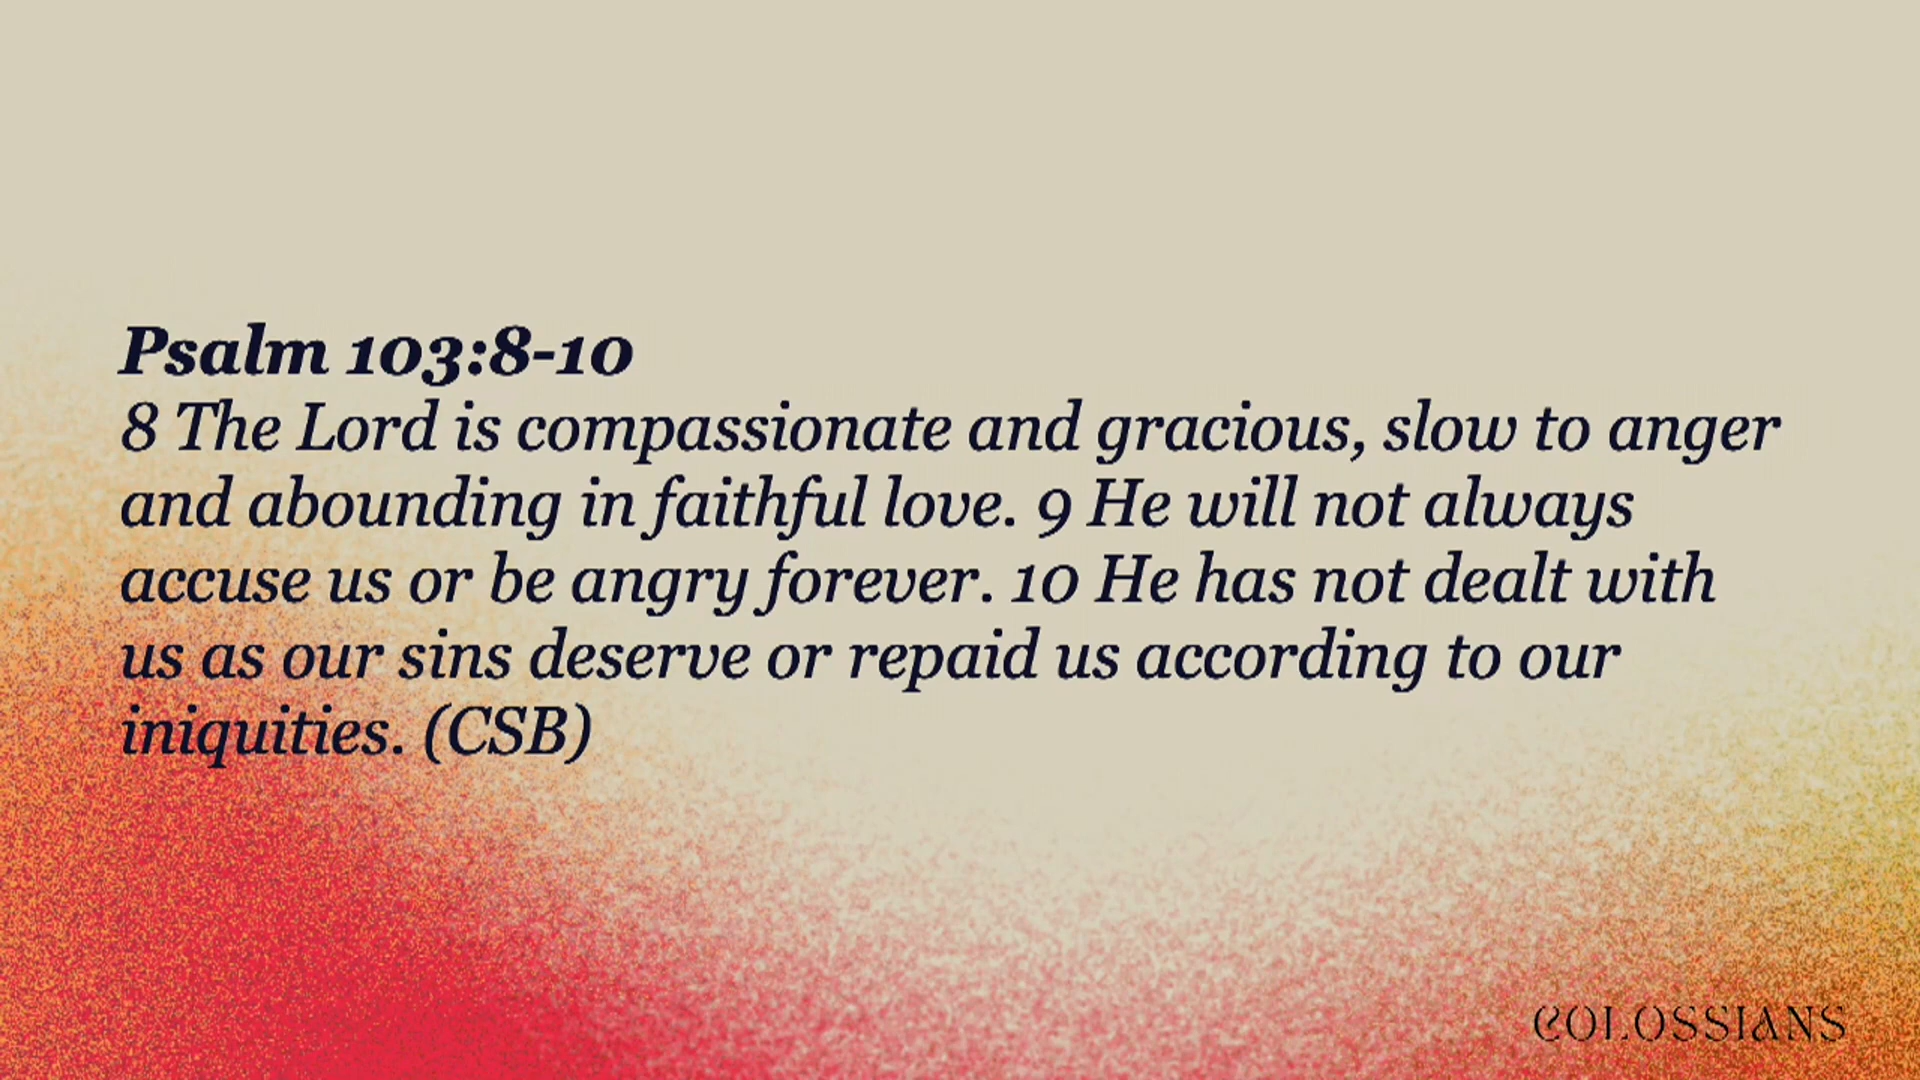 Psalm 103:8-10
8 The Lord is compassionate and gracious, slow to anger
and abounding in faithful love. 9 He will not always
accuse us or be angry forever. 10 He has not dealt with
us as our sins deserve or repaid us according to our
iniquities. (CSB)
COLOSSIANS